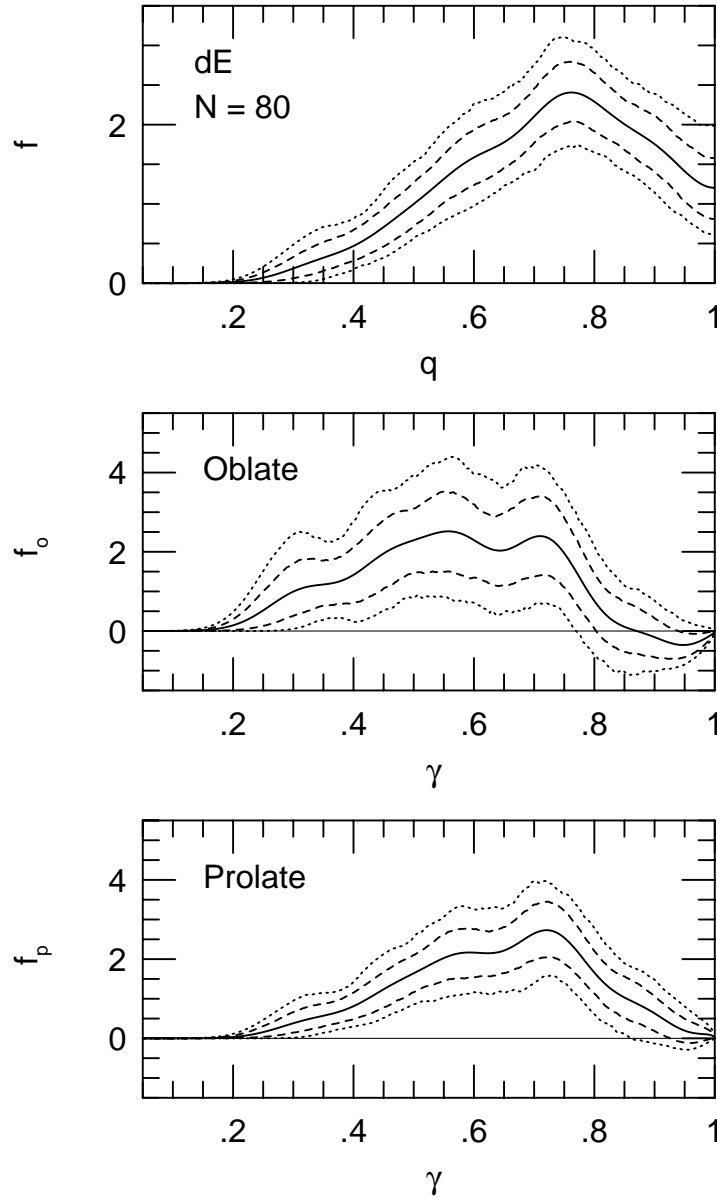 dE
N = 80
f
2
0
.2 .4 .6 .8 1
q
Oblate
f_o
4
2
0
.2 .4 .6 .8 1
γ
Prolate
f_p
4
2
0
.2 .4 .6 .8 1
γ